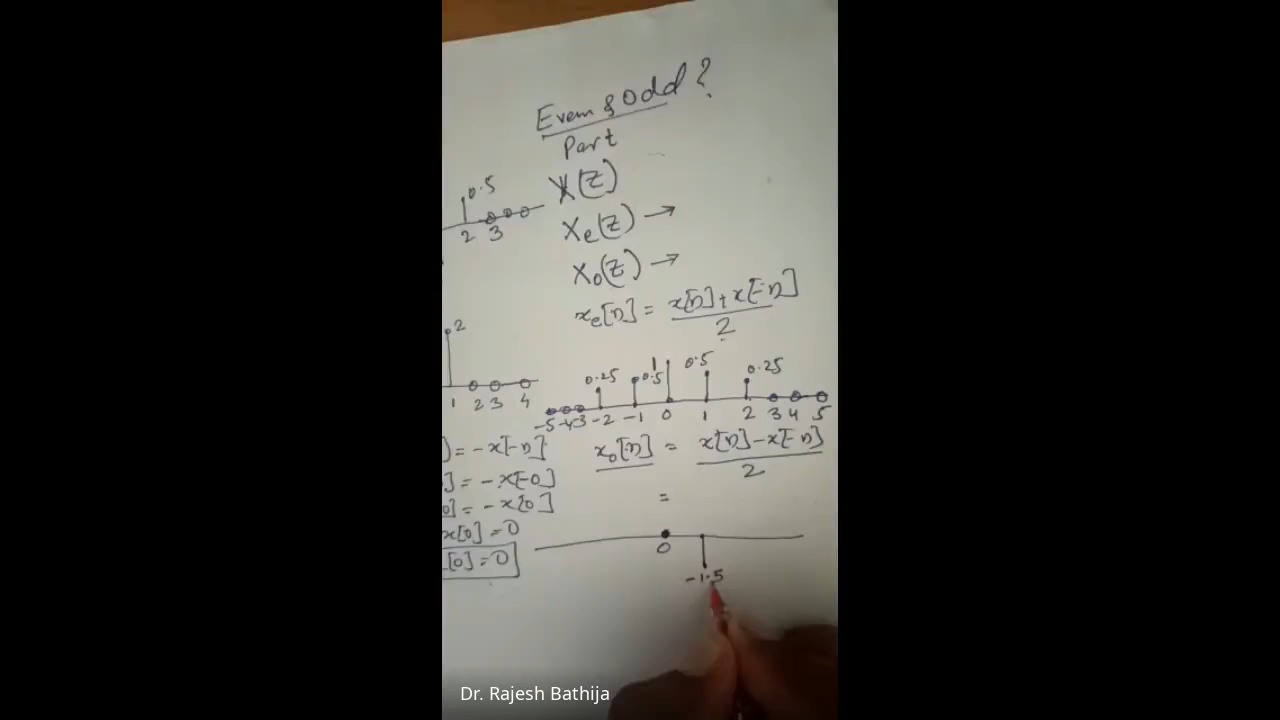 Even & Odd ?
Part
X(z)
0.5
2 3
Xe(z) →
Xo(z) →
xe[n] = x[n] + x[-n]
2
2
1 2 3 4
0.25 0.5 1 0.5 0.25
-5 -4 -3 -2 -1 0 1 2 3 4 5
] = -x[-n]
xo[n] = x[n] - x[-n]
2
] = -x[-0]
0] = -x[0]
=
x[0] = 0
[0] = 0
0
-1.5
Dr. Rajesh Bathija